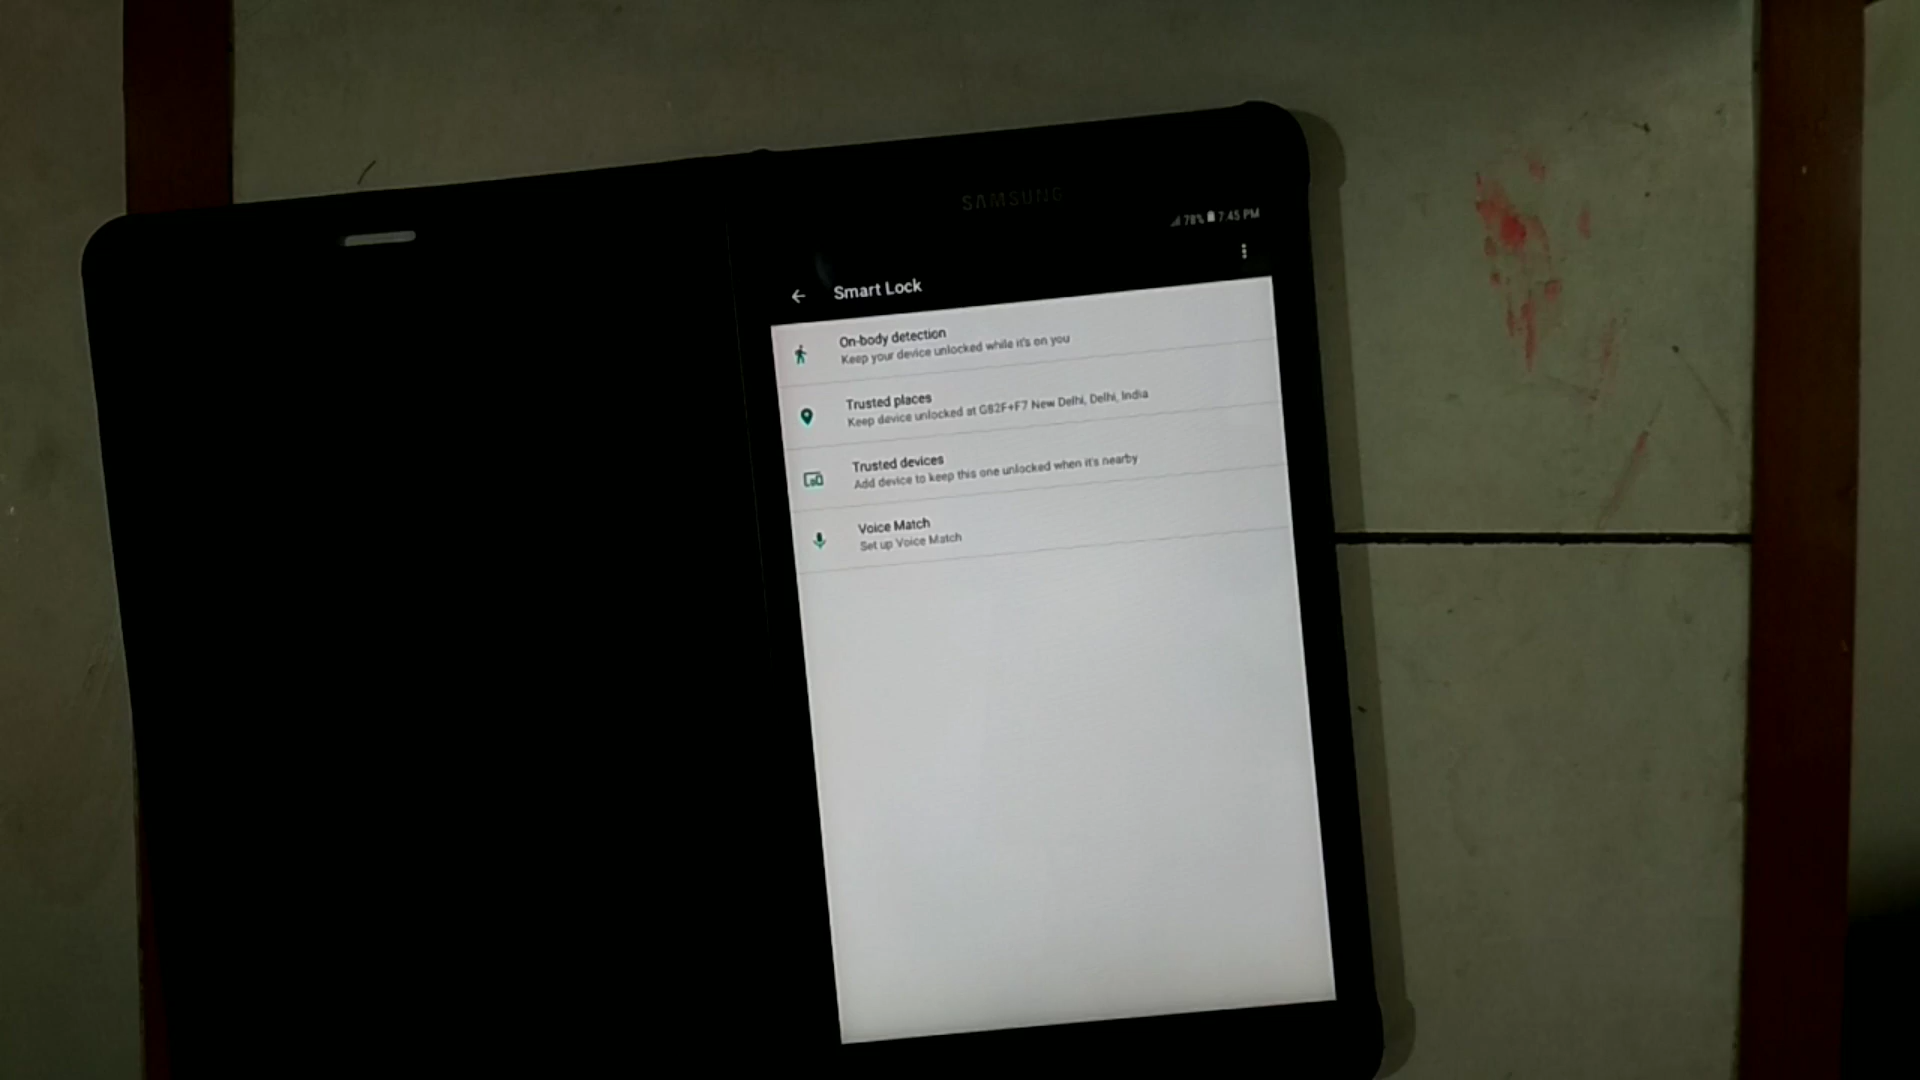 SAMSUNG
78% 7:45 PM
Smart Lock
On-body detection
Keep your device unlocked while it's on you
Trusted places
Keep device unlocked at G82F+F7 New Delhi, Delhi, India
Trusted devices
Add device to keep this one unlocked when it's nearby
Voice Match
Set up Voice Match